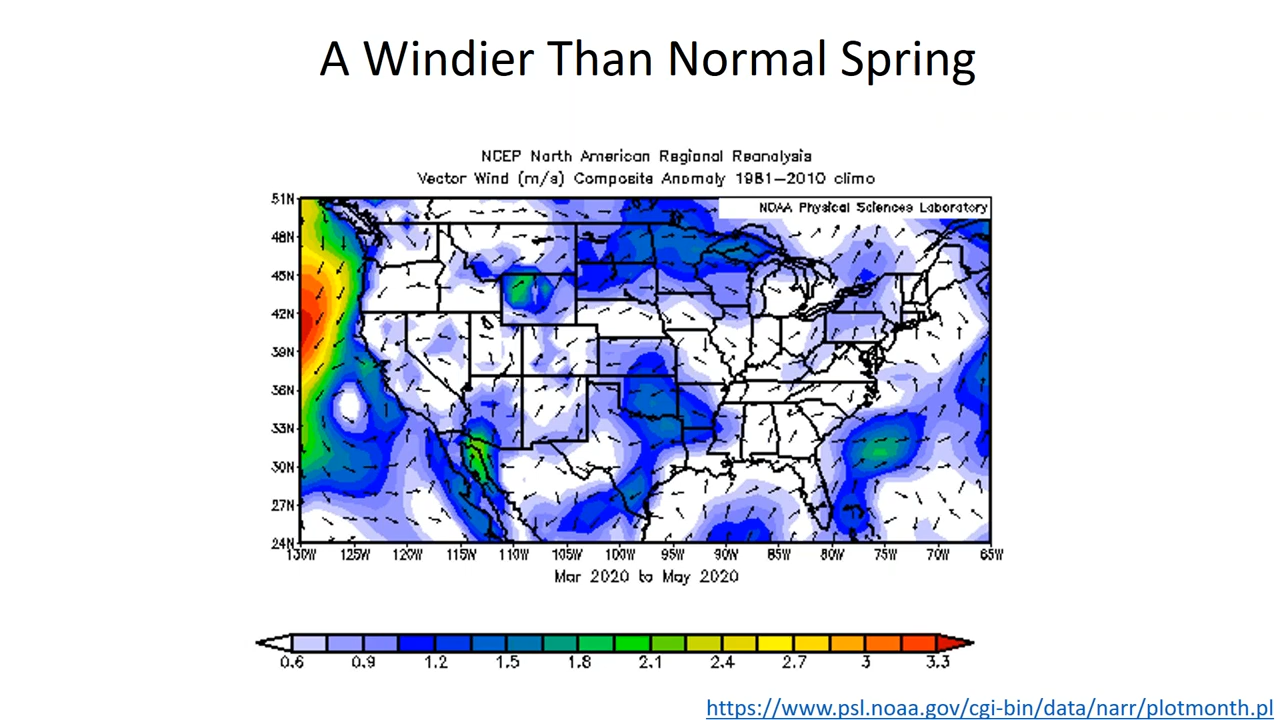 A Windier Than Normal Spring
NCEP North American Regional Reanalysis
Vector Wind (m/s) Composite Anomaly 1981–2010 climo
NOAA Physical Sciences Laboratory
51N
48N
45N
42N
39N
36N
33N
30N
27N
24N
130W 125W 120W 115W 110W 105W 100W 95W 90W 85W 80W 75W 70W 65W
Mar 2020 to May 2020
0.6 0.9 1.2 1.5 1.8 2.1 2.4 2.7 3 3.3
https://www.psl.noaa.gov/cgi-bin/data/narr/plotmonth.pl